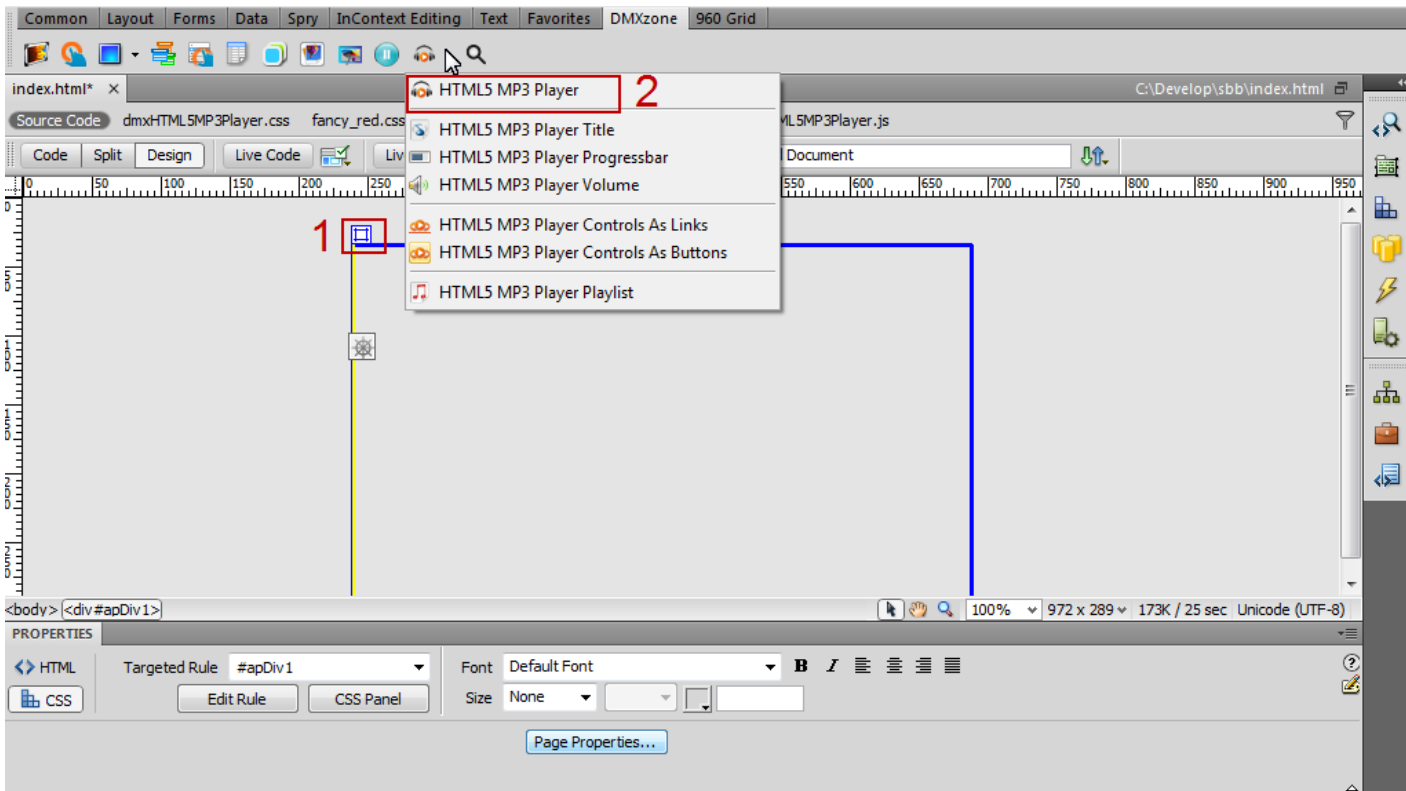 Common Layout Forms Data Spry InContext Editing Text Favorites DMXzone 960 Grid
index.html* × C:\Develop\sbb\index.html
HTML5 MP3 Player 2
Source Code dmxHTML5MP3Player.css fancy_red.css
HTML5 MP3 Player Title
Code Split Design Live Code Document
HTML5 MP3 Player Progressbar
HTML5 MP3 Player Volume
0 50 100 150 200 250 550 600 650 700 750 800 850 900 950
1
HTML5 MP3 Player Controls As Links
HTML5 MP3 Player Controls As Buttons
HTML5 MP3 Player Playlist
<body> <div#apDiv1> 100% 972 x 289 173K / 25 sec Unicode (UTF-8)
PROPERTIES
<> HTML Targeted Rule #apDiv1 Font Default Font B I
CSS Edit Rule CSS Panel Size None
Page Properties...